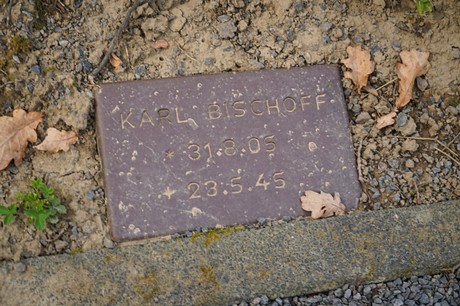 KARL BISCHOFF
* 31.8.05
+ 23.5.45